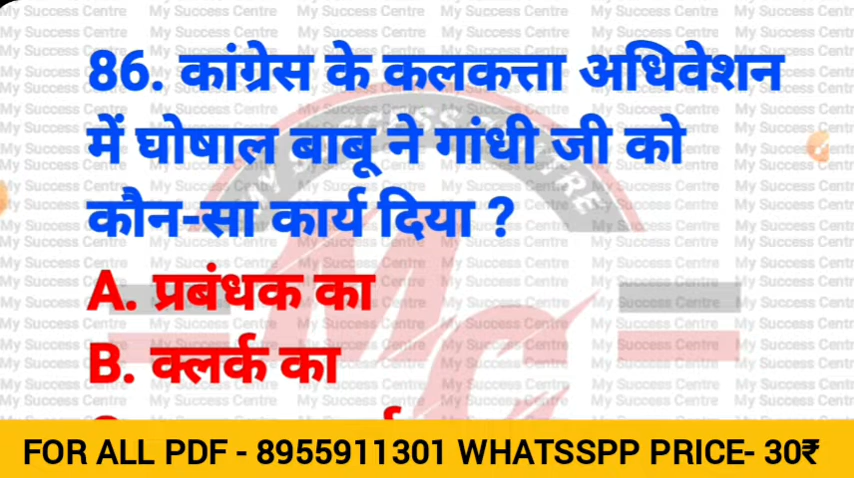 86. कांग्रेस के कलकत्ता अधिवेशन
में घोषाल बाबू ने गांधी जी को
कौन-सा कार्य दिया ?
A. प्रबंधक का
B. क्लर्क का
FOR ALL PDF - 8955911301 WHATSSPP PRICE- 30₹